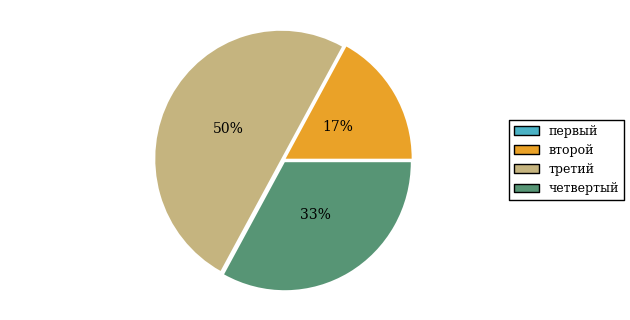 50%
17%
33%
первый
второй
третий
четвертый